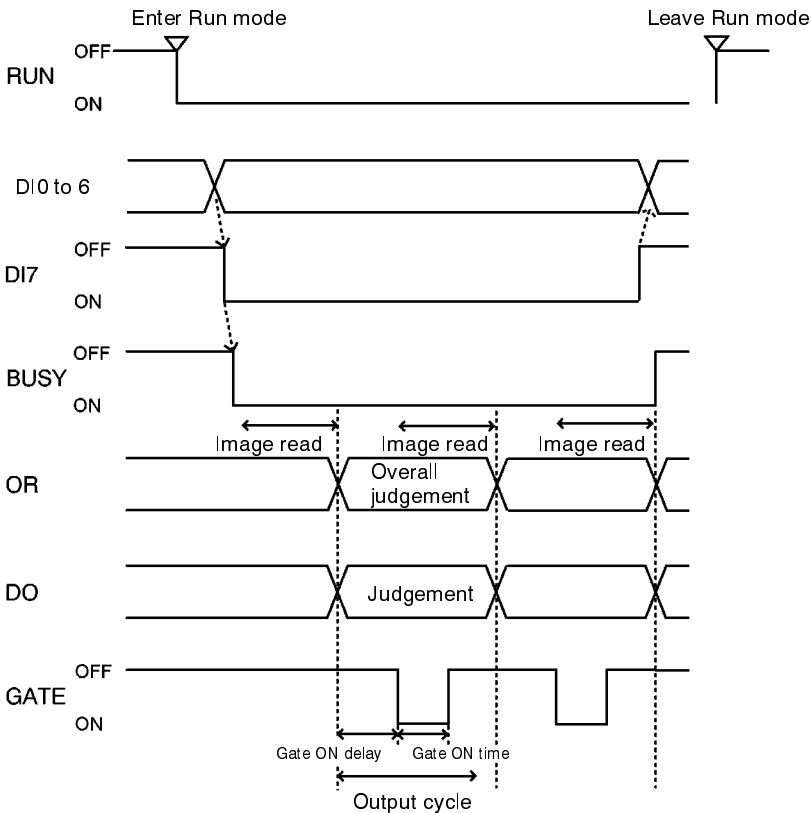 Enter Run mode
Leave Run mode
OFF
RUN
ON
DI0 to 6
OFF
DI7
ON
OFF
BUSY
ON
Image read
Image read
Image read
OR
Overall
judgement
DO
Judgement
OFF
GATE
ON
Gate ON delay
Gate ON time
Output cycle